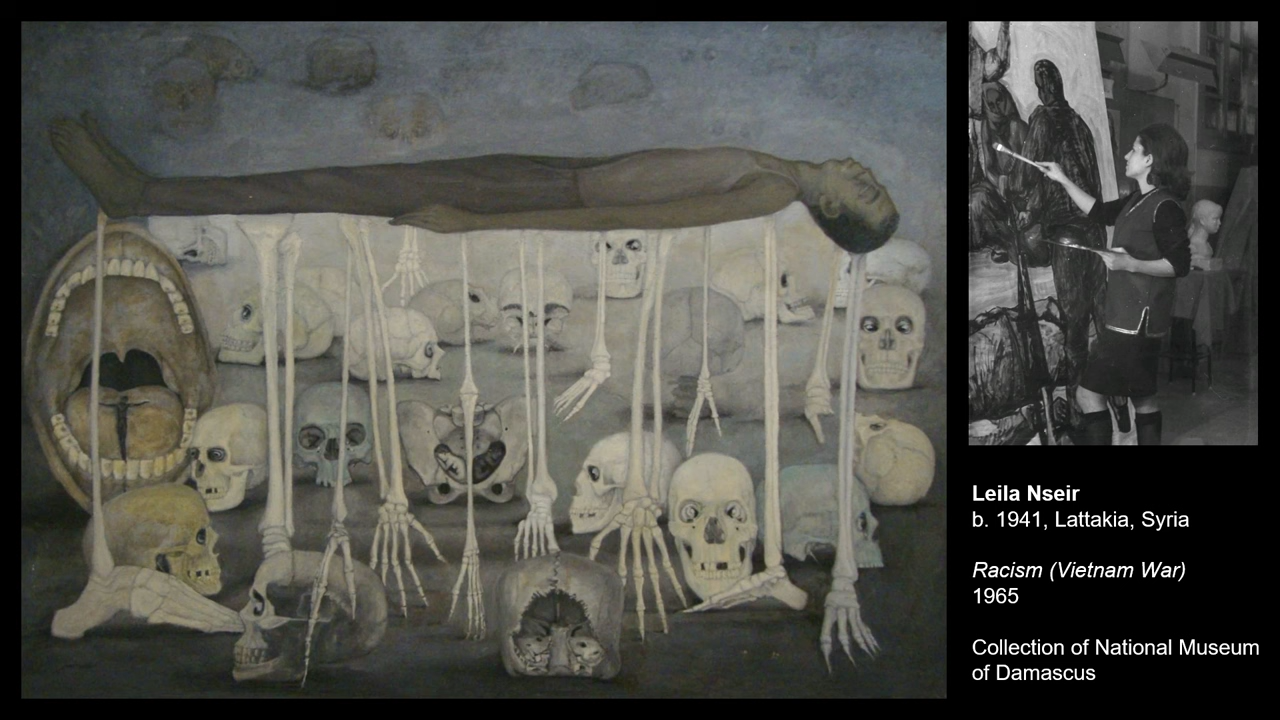 Leila Nseir
b. 1941, Lattakia, Syria
Racism (Vietnam War)
1965
Collection of National Museum
of Damascus